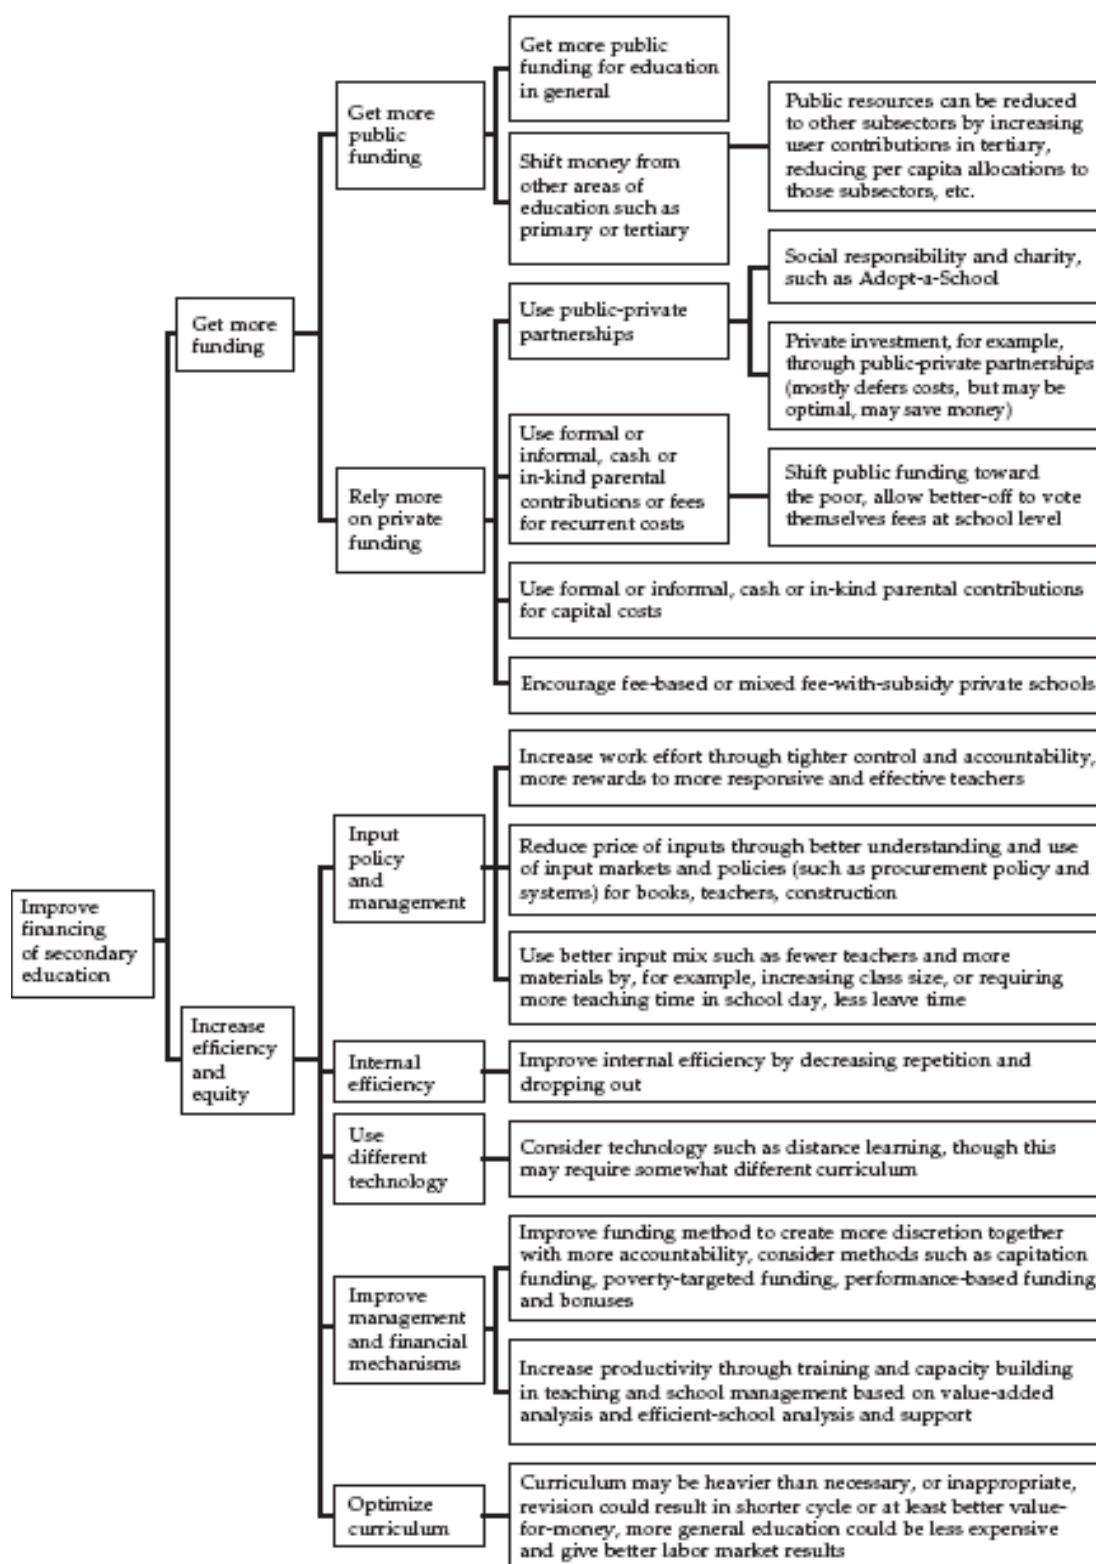 Get more public
funding for education
in general
Get more
public
funding
Public resources can be reduced
to other subsectors by increasing
user contributions in tertiary,
reducing per capita allocations to
those subsectors, etc.
Shift money from
other areas of
education such as
primary or tertiary
Social responsibility and charity,
such as Adopt-a-School
Get more
funding
Use public-private
partnerships
Private investment, for example,
through public-private partnerships
(mostly defers costs, but may be
optimal, may save money)
Use formal or
informal, cash or
in-kind parental
contributions or fees
for recurrent costs
Shift public funding toward
the poor, allow better-off to vote
themselves fees at school level
Rely more
on private
funding
Use formal or informal, cash or in-kind parental contributions
for capital costs
Encourage fee-based or mixed fee-with-subsidy private schools
Increase work effort through tighter control and accountability,
more rewards to more responsive and effective teachers
Input
policy
and
management
Reduce price of inputs through better understanding and use
of input markets and policies (such as procurement policy and
systems) for books, teachers, construction
Improve
financing
of secondary
education
Use better input mix such as fewer teachers and more
materials by, for example, increasing class size, or requiring
more teaching time in school day, less leave time
Increase
efficiency
and
equity
Internal
efficiency
Improve internal efficiency by decreasing repetition and
dropping out
Use
different
technology
Consider technology such as distance learning, though this
may require somewhat different curriculum
Improve funding method to create more discretion together
with more accountability, consider methods such as capitation
funding, poverty-targeted funding, performance-based funding
and bonuses
Improve
management
and financial
mechanisms
Increase productivity through training and capacity building
in teaching and school management based on value-added
analysis and efficient-school analysis and support
Optimize
curriculum
Curriculum may be heavier than necessary, or inappropriate,
revision could result in shorter cycle or at least better value-
for-money, more general education could be less expensive
and give better labor market results